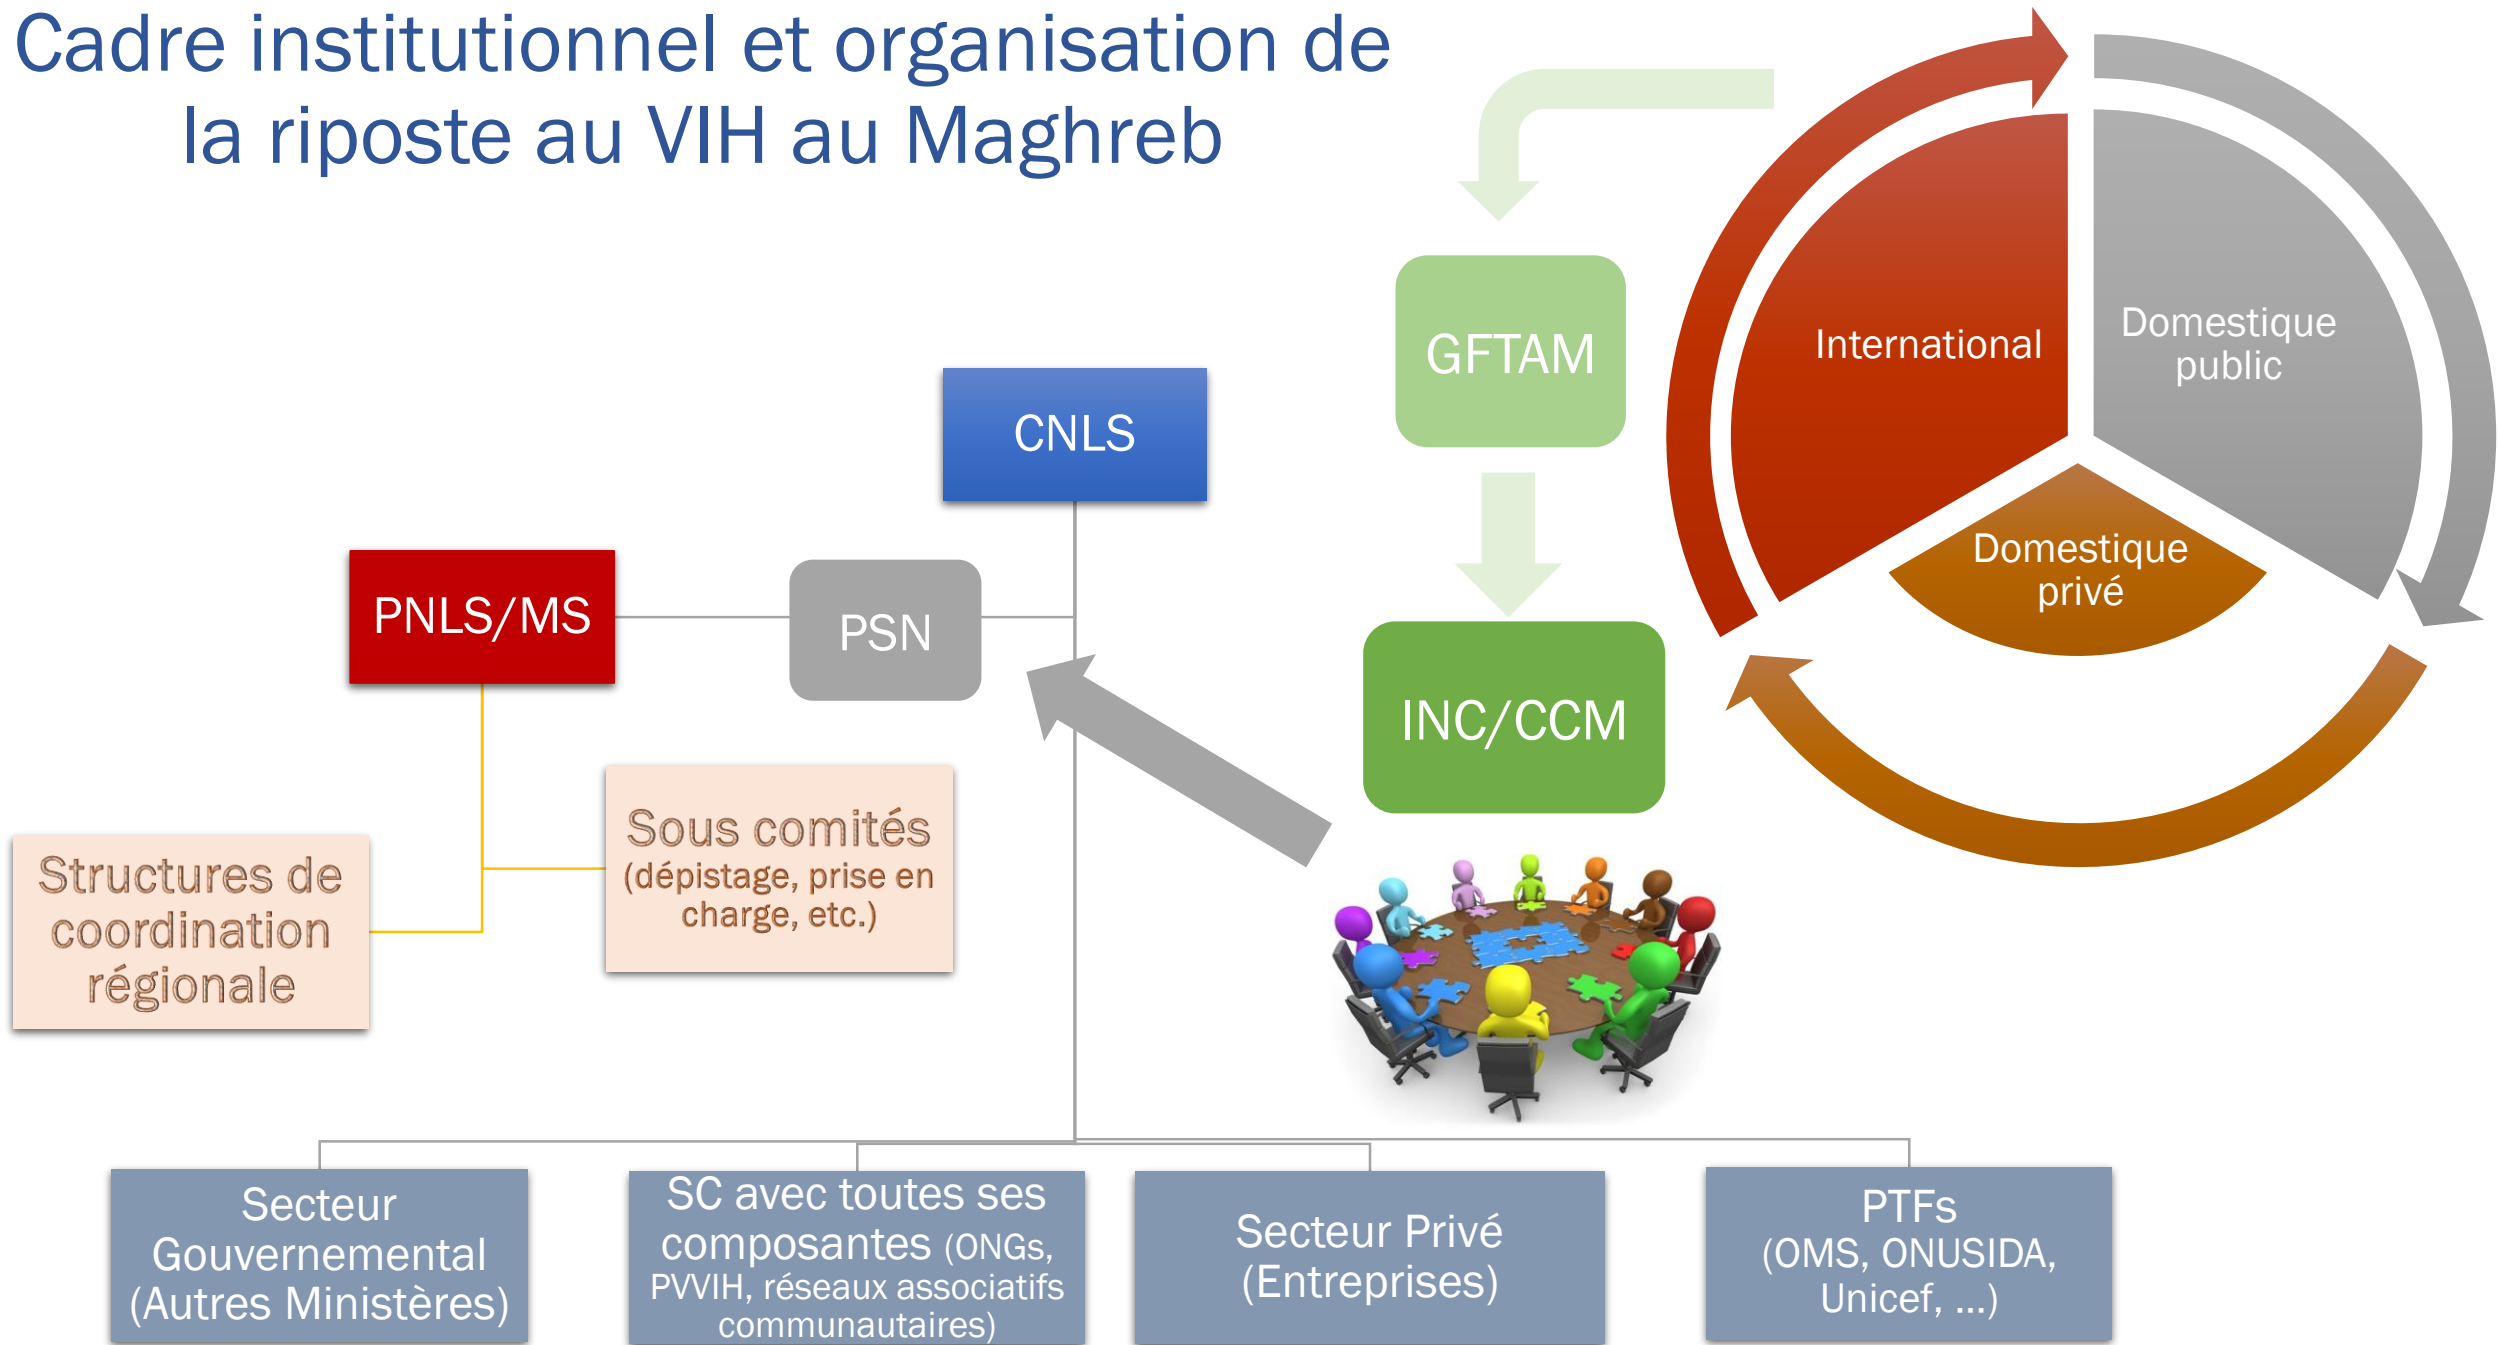 Cadre institutionnel et organisation de
la riposte au VIH au Maghreb
GFTAM
International
Domestique
public
Domestique
privé
CNLS
PNLS/MS
PSN
INC/CCM
Sous comités
(dépistage, prise en
charge, etc.)
Structures de
coordination
régionale
Secteur
Gouvernemental
(Autres Ministères)
SC avec toutes ses
composantes (ONGs,
PVVIH, réseaux associatifs
communautaires)
Secteur Privé
(Entreprises)
PTFs
(OMS, ONUSIDA,
Unicef, ...)